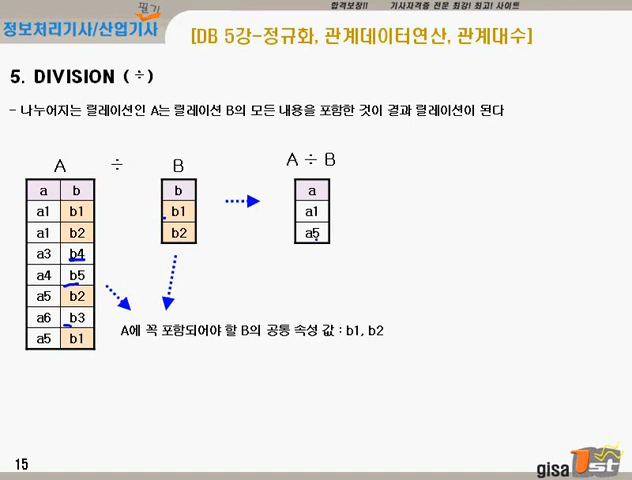 합격보장!! 기사자격증 전문 최강! 최고! 사이트
필기
정보처리기사/산업기사
[DB 5강-정규화, 관계데이터연산, 관계대수]
5. DIVISION (÷)
- 나누어지는 릴레이션인 A는 릴레이션 B의 모든 내용을 포함한 것이 결과 릴레이션이 된다
A ÷ B A ÷ B
a b b a
a1 b1 b1 a1
a1 b2 b2 a5
a3 b4
a4 b5
a5 b2
a6 b3
a5 b1
A에 꼭 포함되어야 할 B의 공통 속성 값 : b1, b2
15
gisa 1st